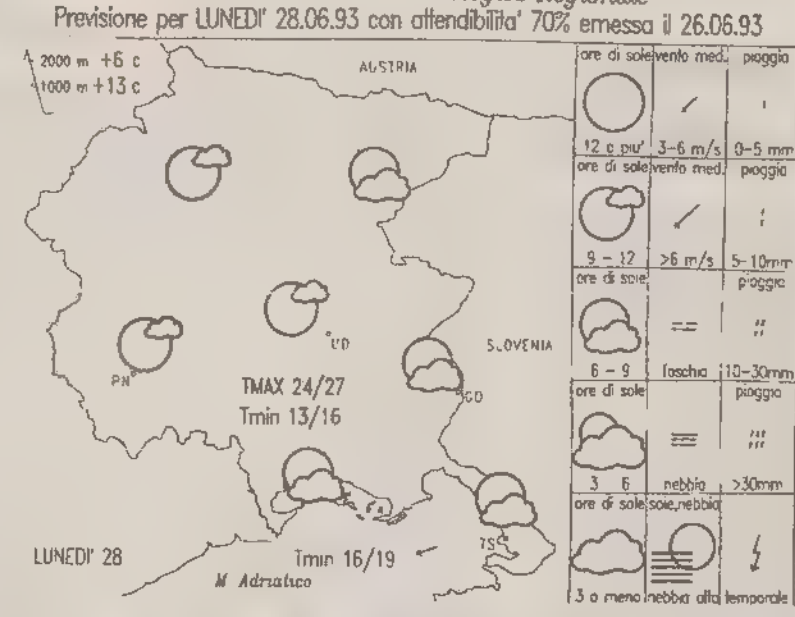 Previsione per LUNEDI' 28.06.93 con attendibilita' 70% emessa il 26.06.93
2000 m +6 c
1000 m +13 c
AUSTRIA
SLOVENIA
UD
PN
GO
TMAX 24/27
Tmin 13/16
TS
LUNEDI' 28
Tmin 16/19
M Adriatico
ore di sole vento med. pioggia
12 o piu' 3-6 m/s 0-5 mm
ore di sole vento med. pioggia
9 - 12 >6 m/s 5-10mm
ore di sole pioggia
6 - 9 foschia 10-30mm
ore di sole pioggia
3 6 nebbia >30mm
ore di sole sole,nebbia
3 o meno nebbia alta temporale